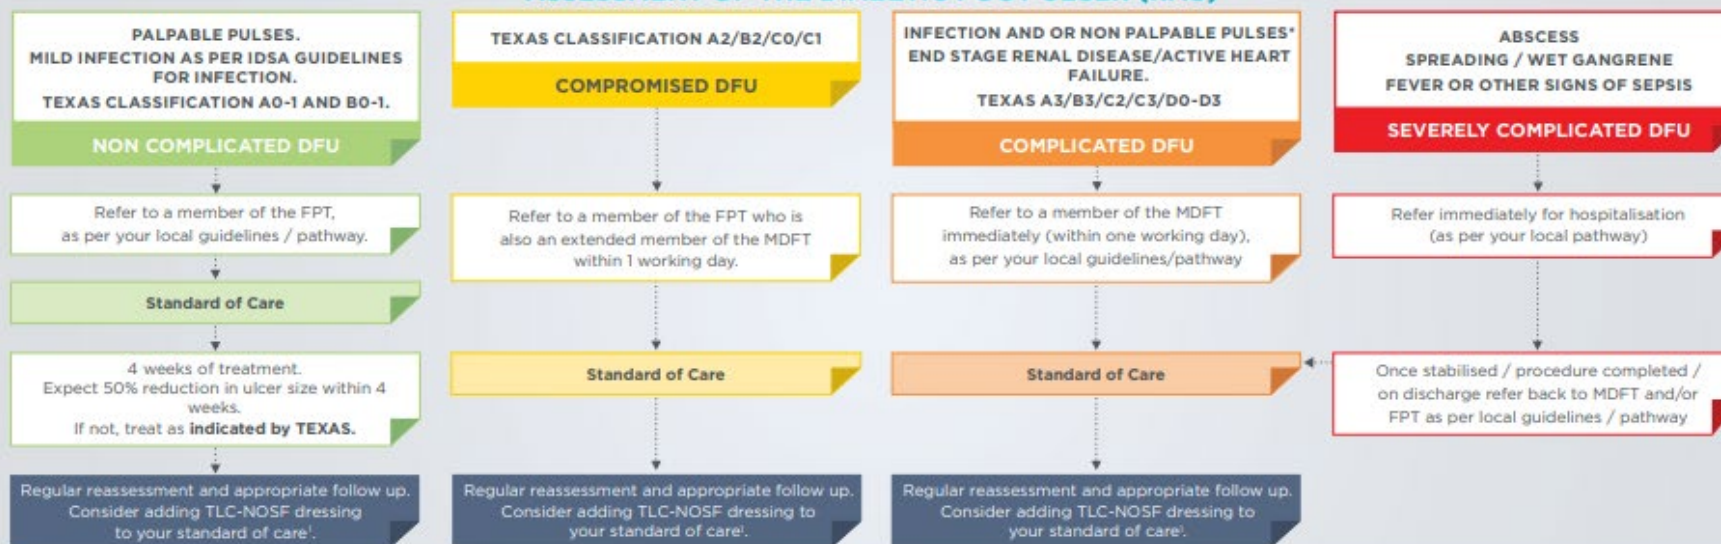 PALPABLE PULSES.
MILD INFECTION AS PER IDSA GUIDELINES
FOR INFECTION.
TEXAS CLASSIFICATION A0-1 AND B0-1.
NON COMPLICATED DFU
Refer to a member of the FPT,
as per your local guidelines / pathway.
Standard of Care
4 weeks of treatment.
Expect 50% reduction in ulcer size within 4
weeks.
If not, treat as indicated by TEXAS.
Regular reassessment and appropriate follow up.
Consider adding TLC-NOSF dressing
to your standard of care¹.
TEXAS CLASSIFICATION A2/B2/C0/C1
COMPROMISED DFU
Refer to a member of the FPT who is
also an extended member of the MDFT
within 1 working day.
Standard of Care
Regular reassessment and appropriate follow up.
Consider adding TLC-NOSF dressing to
your standard of care¹.
INFECTION AND OR NON PALPABLE PULSES*
END STAGE RENAL DISEASE/ACTIVE HEART
FAILURE.
TEXAS A3/B3/C2/C3/D0-D3
COMPLICATED DFU
Refer to a member of the MDFT
immediately (within one working day),
as per your local guidelines/pathway
Standard of Care
Regular reassessment and appropriate follow up.
Consider adding TLC-NOSF dressing to
your standard of care¹.
ABSCESS
SPREADING / WET GANGRENE
FEVER OR OTHER SIGNS OF SEPSIS
SEVERELY COMPLICATED DFU
Refer immediately for hospitalisation
(as per your local pathway)
Once stabilised / procedure completed /
on discharge refer back to MDFT and/or
FPT as per local guidelines / pathway